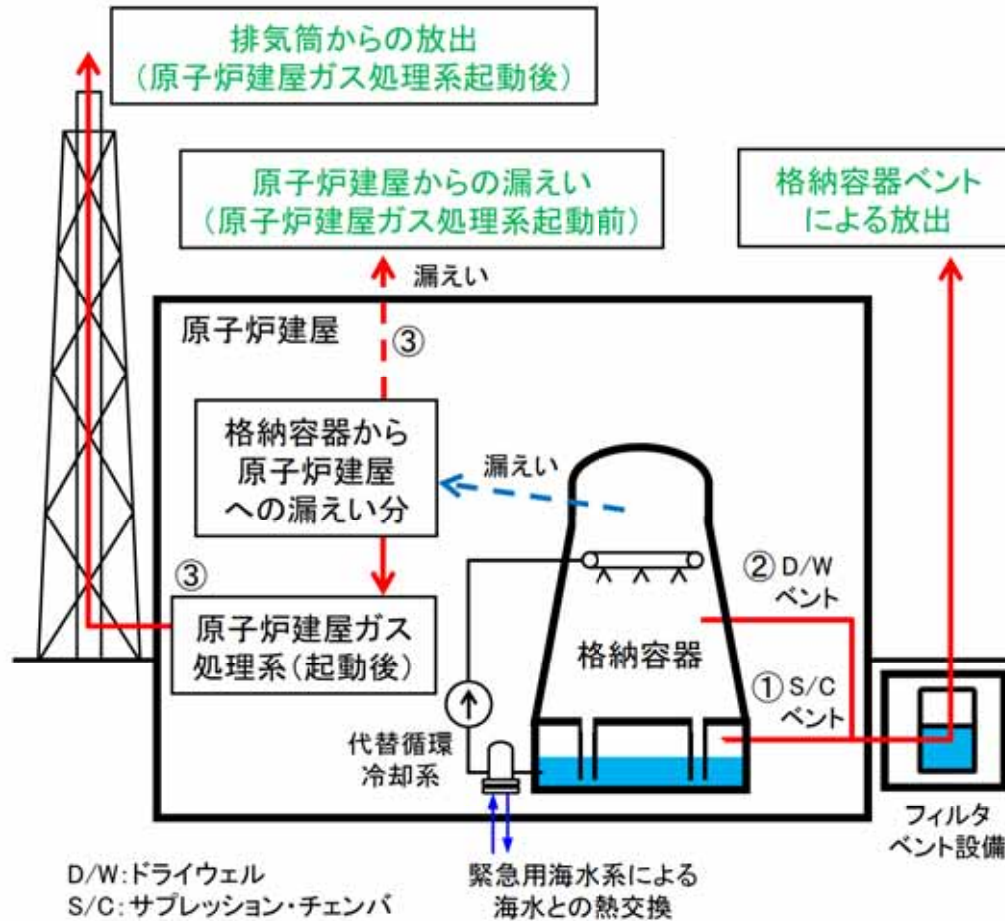 排気筒からの放出
(原子炉建屋ガス処理系起動後)
原子炉建屋からの漏えい
(原子炉建屋ガス処理系起動前)
格納容器ベント
による放出
漏えい
原子炉建屋
③
格納容器から
原子炉建屋
への漏えい分
漏えい
③
原子炉建屋ガス
処理系(起動後)
② D/W
ベント
格納容器
① S/C
ベント
代替循環
冷却系
フィルタ
ベント設備
D/W:ドライウェル
S/C:サプレッション・チェンバ
緊急用海水系による
海水との熱交換